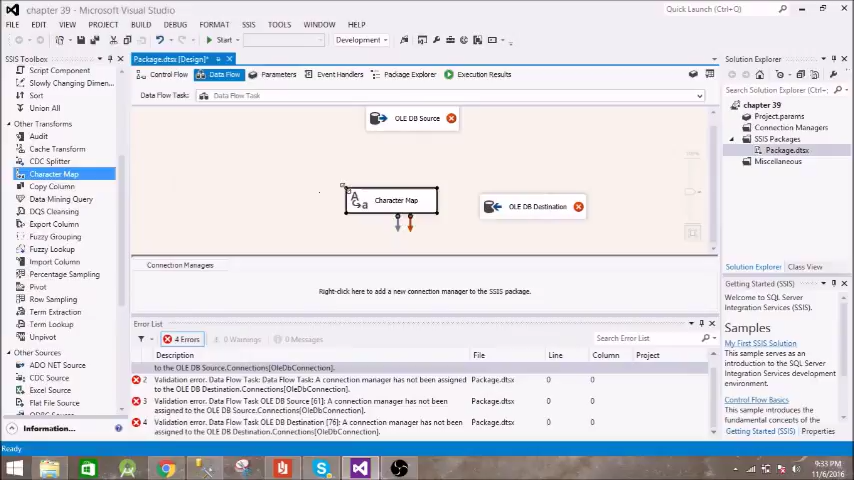 chapter 39 - Microsoft Visual Studio
Quick Launch (Ctrl+Q)
FILE EDIT VIEW PROJECT BUILD DEBUG FORMAT SSIS TOOLS WINDOW HELP
Start
Development
SSIS Toolbox
Script Component
Slowly Changing Dimen...
Sort
Union All
Other Transforms
Audit
Cache Transform
CDC Splitter
Character Map
Copy Column
Data Mining Query
DQS Cleansing
Export Column
Fuzzy Grouping
Fuzzy Lookup
Import Column
Percentage Sampling
Pivot
Row Sampling
Term Extraction
Term Lookup
Unpivot
Other Sources
ADO NET Source
CDC Source
Excel Source
Flat File Source
Information:
Package.dtsx [Design]*
Control Flow
Data Flow
Parameters
Event Handlers
Package Explorer
Execution Results
Data Flow Task:
Data Flow Task
OLE DB Source
Character Map
OLE DB Destination
Connection Managers
Right-click here to add a new connection manager to the SSIS package.
Error List
4 Errors
0 Warnings
0 Messages
Search Error List
Description File Line Column Project
to the OLE DB Source.Connections[OleDbConnection].
2 Validation error. Data Flow Task: Data Flow Task: A connection manager has not been assigned Package.dtsx 0 0
to the OLE DB Destination.Connections[OleDbConnection].
3 Validation error. Data Flow Task OLE DB Source [61]: A connection manager has not been Package.dtsx 0 0
assigned to the OLE DB Source.Connections[OleDbConnection].
4 Validation error. Data Flow Task OLE DB Destination [76]: A connection manager has not been Package.dtsx 0 0
assigned to the OLE DB Destination.Connections[OleDbConnection].
Solution Explorer
Search Solution Explorer (Ctrl+;)
chapter 39
Project.params
Connection Managers
SSIS Packages
Package.dtsx
Miscellaneous
Solution Explorer Class View
Getting Started (SSIS)
Welcome to SQL Server
Integration Services (SSIS)
Samples
My First SSIS Solution
This sample serves as an
introduction to the SQL
Server Integration Services
development
environment.
Control Flow Basics
This sample introduces the
fundamental concepts of
Getting Started (SSIS) Properties
Ready
9:33 PM
11/6/2016